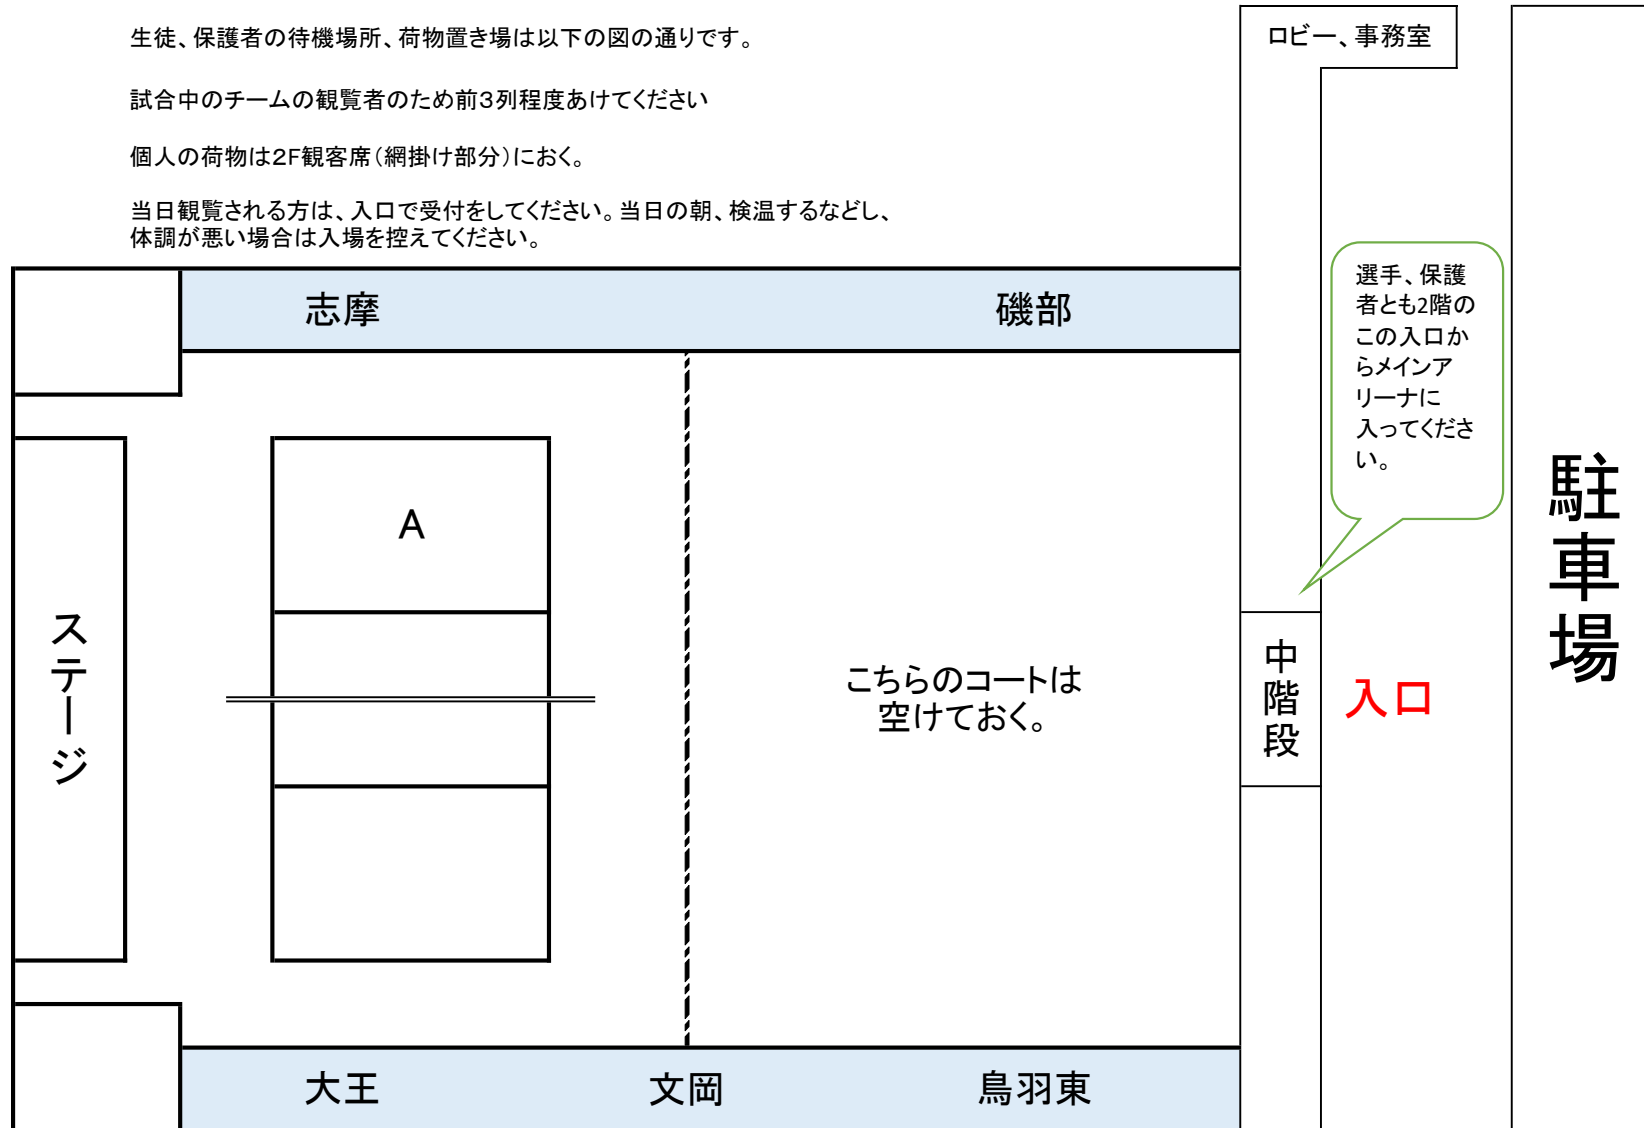 生徒、保護者の待機場所、荷物置き場は以下の図の通りです。
試合中のチームの観覧者のため前3列程度あけてください
個人の荷物は2F観客席(網掛け部分)におく。
当日観覧される方は、入口で受付をしてください。当日の朝、検温するなどし、
体調が悪い場合は入場を控えてください。
ロビー、事務室
選手、保護
者とも2階の
この入口か
らメインア
リーナに
入ってくださ
い。
志摩
磯部
A
ステージ
こちらのコートは
空けておく。
中階段
入口
駐車場
大王
文岡
鳥羽東